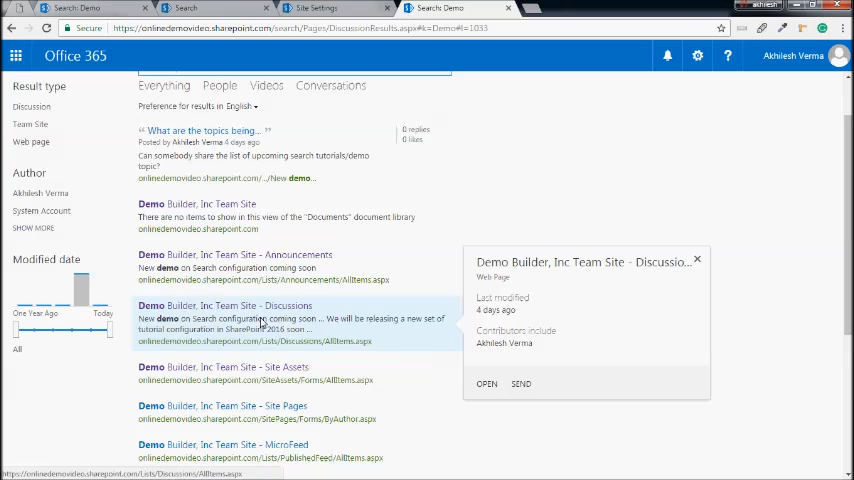 Search: Demo
Search
Site Settings
Search: Demo
akhilesh
Secure
https://onlinedemovideo.sharepoint.com/search/Pages/DiscussionResults.aspx#k=Demo#l=1033
Office 365
Akhilesh Verma
Result type
Discussion
Team Site
Web page
Author
Akhilesh Verma
System Account
SHOW MORE
Modified date
One Year Ago
Today
All
Everything
People
Videos
Conversations
Preference for results in English
“ What are the topics being... ”
Posted by Akhilesh Verma 4 days ago
0 replies
0 likes
Can somebody share the list of upcoming search tutorials/demo
topic?
onlinedemovideo.sharepoint.com/.../New demo...
Demo Builder, Inc Team Site
There are no items to show in this view of the "Documents" document library
onlinedemovideo.sharepoint.com
Demo Builder, Inc Team Site - Announcements
New demo on Search configuration coming soon
onlinedemovideo.sharepoint.com/Lists/Announcements/AllItems.aspx
Demo Builder, Inc Team Site - Discussions
New demo on Search configuration coming soon ... We will be releasing a new set of
tutorial configuration in SharePoint 2016 soon ...
onlinedemovideo.sharepoint.com/Lists/Discussions/AllItems.aspx
Demo Builder, Inc Team Site - Site Assets
onlinedemovideo.sharepoint.com/SiteAssets/Forms/AllItems.aspx
Demo Builder, Inc Team Site - Site Pages
onlinedemovideo.sharepoint.com/SitePages/Forms/ByAuthor.aspx
Demo Builder, Inc Team Site - MicroFeed
onlinedemovideo.sharepoint.com/Lists/PublishedFeed/AllItems.aspx
Demo Builder, Inc Team Site - Discussio...
Web Page
Last modified
4 days ago
Contributors include
Akhilesh Verma
OPEN
SEND
https://onlinedemovideo.sharepoint.com/Lists/Discussions/AllItems.aspx